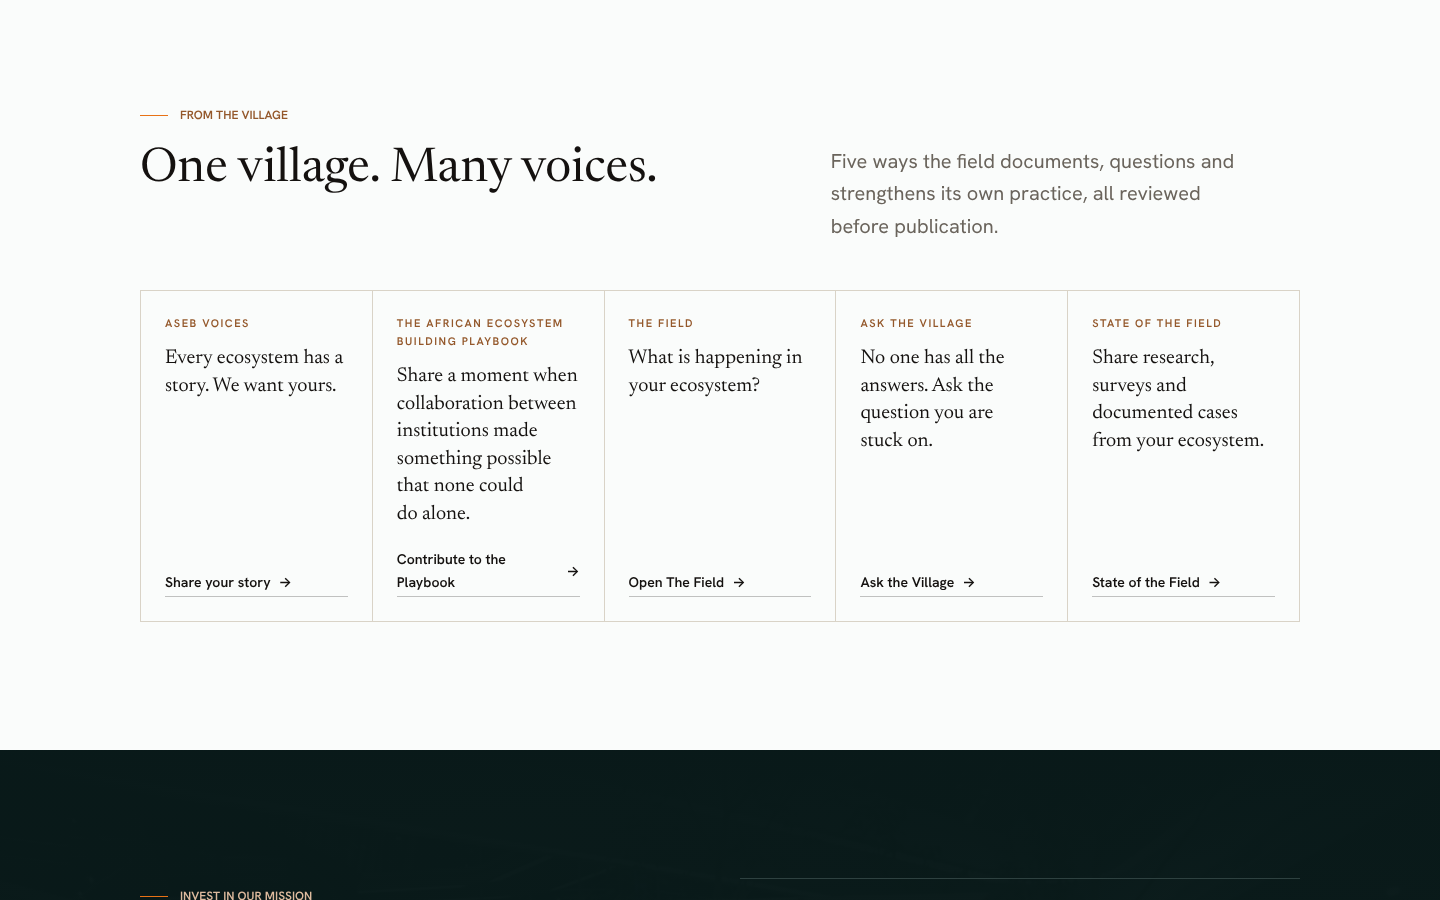 FROM THE VILLAGE
One village. Many voices.
Five ways the field documents, questions and
strengthens its own practice, all reviewed
before publication.
ASEB VOICES
Every ecosystem has a
story. We want yours.
Share your story →
THE AFRICAN ECOSYSTEM
BUILDING PLAYBOOK
Share a moment when
collaboration between
institutions made
something possible
that none could
do alone.
Contribute to the
Playbook →
THE FIELD
What is happening in
your ecosystem?
Open The Field →
ASK THE VILLAGE
No one has all the
answers. Ask the
question you are
stuck on.
Ask the Village →
STATE OF THE FIELD
Share research,
surveys and
documented cases
from your ecosystem.
State of the Field →
INVEST IN OUR MISSION